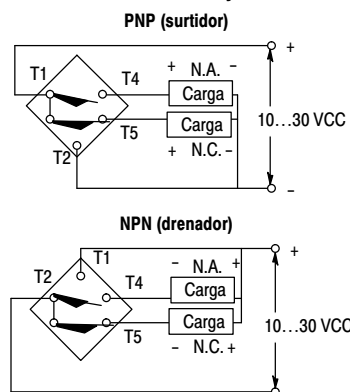 PNP (surtidor)
+
+ N.A. –
T1
T4
Carga
Carga
10...30 VCC
T5
T2
+ N.C. –
–
NPN (drenador)
+
– N.A. +
T1
T2
T4
Carga
Carga
10...30 VCC
T5
– N.C. +